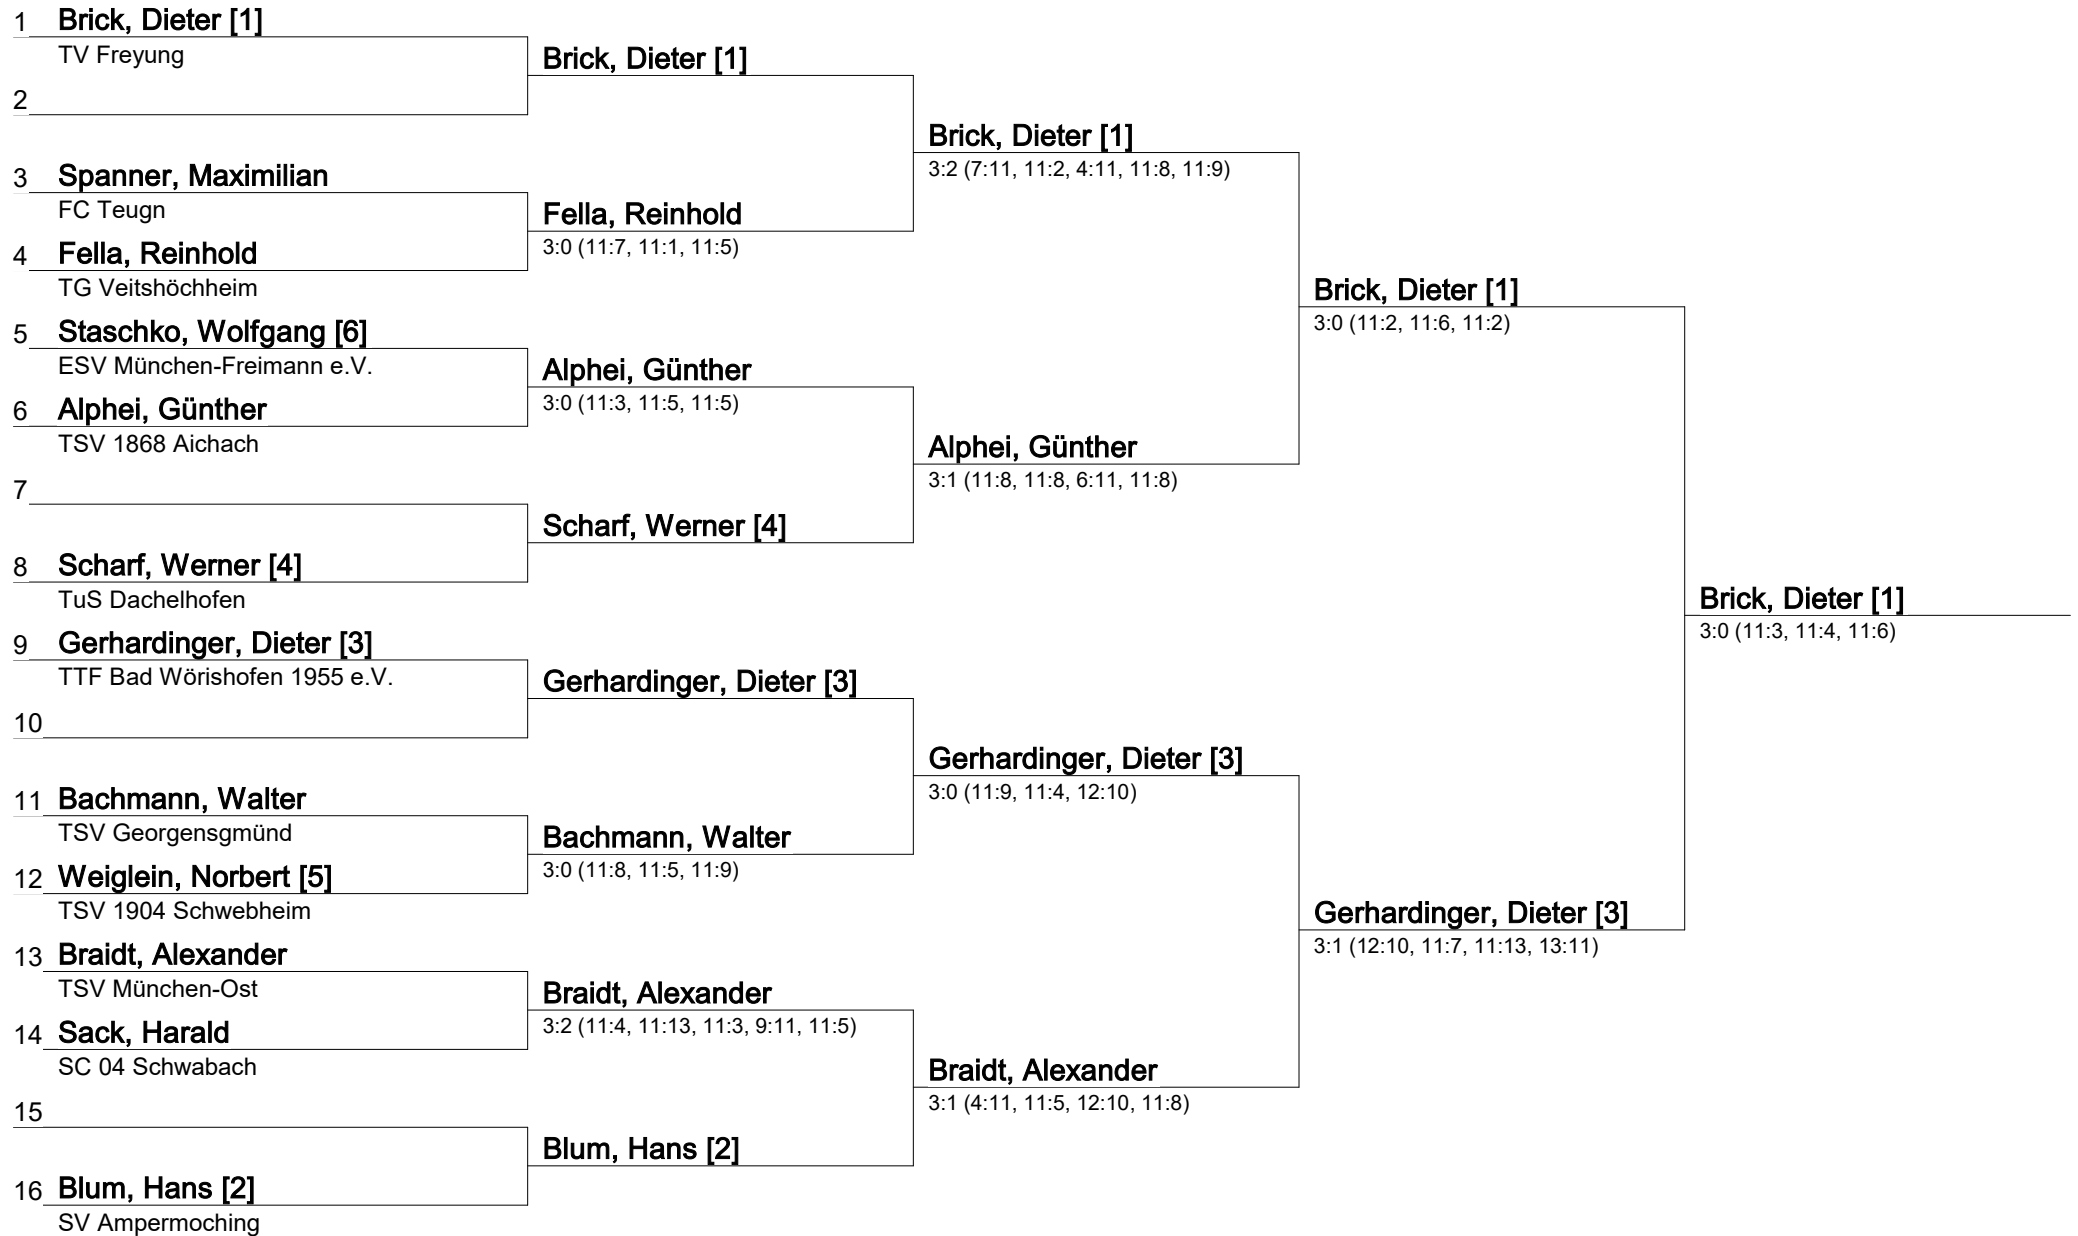 1 Brick, Dieter [1]
TV Freyung
2
3 Spanner, Maximilian
FC Teugn
4 Fella, Reinhold
TG Veitshöchheim
5 Staschko, Wolfgang [6]
ESV München-Freimann e.V.
6 Alphei, Günther
TSV 1868 Aichach
7
8 Scharf, Werner [4]
TuS Dachelhofen
9 Gerhardinger, Dieter [3]
TTF Bad Wörishofen 1955 e.V.
10
11 Bachmann, Walter
TSV Georgensgmünd
12 Weiglein, Norbert [5]
TSV 1904 Schwebheim
13 Braidt, Alexander
TSV München-Ost
14 Sack, Harald
SC 04 Schwabach
15
16 Blum, Hans [2]
SV Ampermoching
Brick, Dieter [1]
Fella, Reinhold
3:0 (11:7, 11:1, 11:5)
Alphei, Günther
3:0 (11:3, 11:5, 11:5)
Scharf, Werner [4]
Gerhardinger, Dieter [3]
Bachmann, Walter
3:0 (11:8, 11:5, 11:9)
Braidt, Alexander
3:2 (11:4, 11:13, 11:3, 9:11, 11:5)
Blum, Hans [2]
Brick, Dieter [1]
3:2 (7:11, 11:2, 4:11, 11:8, 11:9)
Alphei, Günther
3:1 (11:8, 11:8, 6:11, 11:8)
Gerhardinger, Dieter [3]
3:0 (11:9, 11:4, 12:10)
Braidt, Alexander
3:1 (4:11, 11:5, 12:10, 11:8)
Brick, Dieter [1]
3:0 (11:2, 11:6, 11:2)
Gerhardinger, Dieter [3]
3:1 (12:10, 11:7, 11:13, 13:11)
Brick, Dieter [1]
3:0 (11:3, 11:4, 11:6)